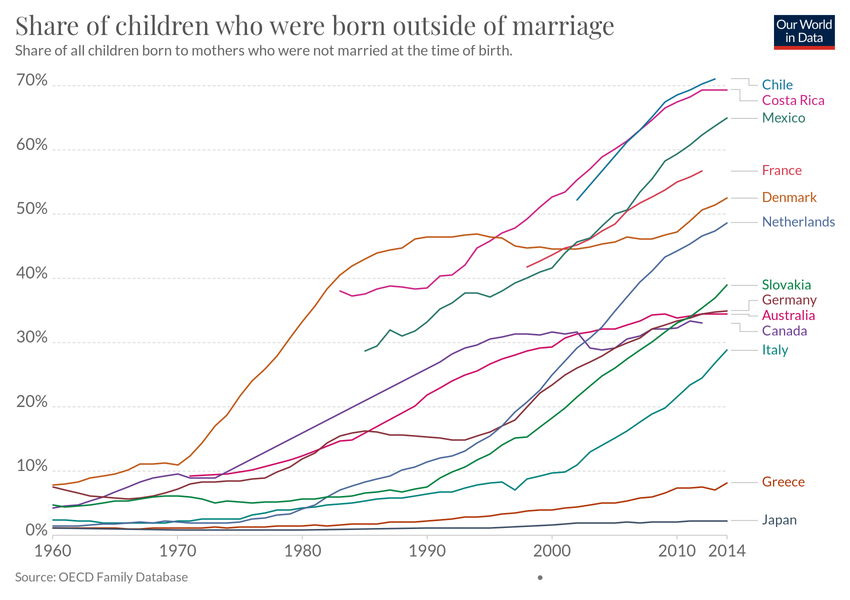 Share of children who were born outside of marriage
Our World
in Data
Share of all children born to mothers who were not married at the time of birth.
70%
60%
50%
40%
30%
20%
10%
0%
Chile
Costa Rica
Mexico
France
Denmark
Netherlands
Slovakia
Germany
Australia
Canada
Italy
Greece
Japan
1960 1970 1980 1990 2000 2010 2014
Source: OECD Family Database